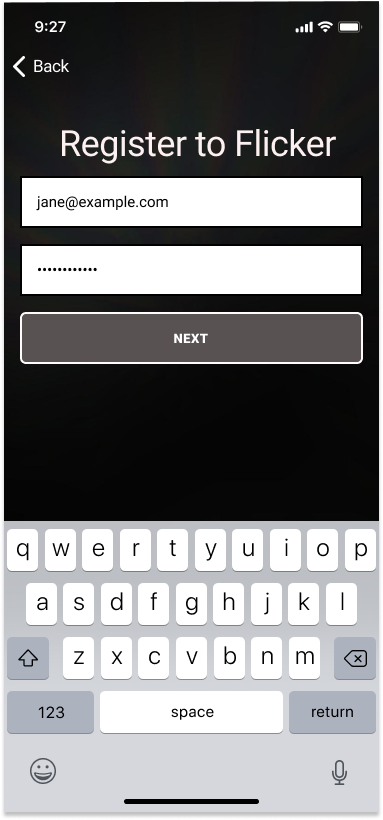 9:27
Back
Register to Flicker
jane@example.com
••••••••••••
NEXT
q w e r t y u i o p
a s d f g h j k l
z x c v b n m
123 space return